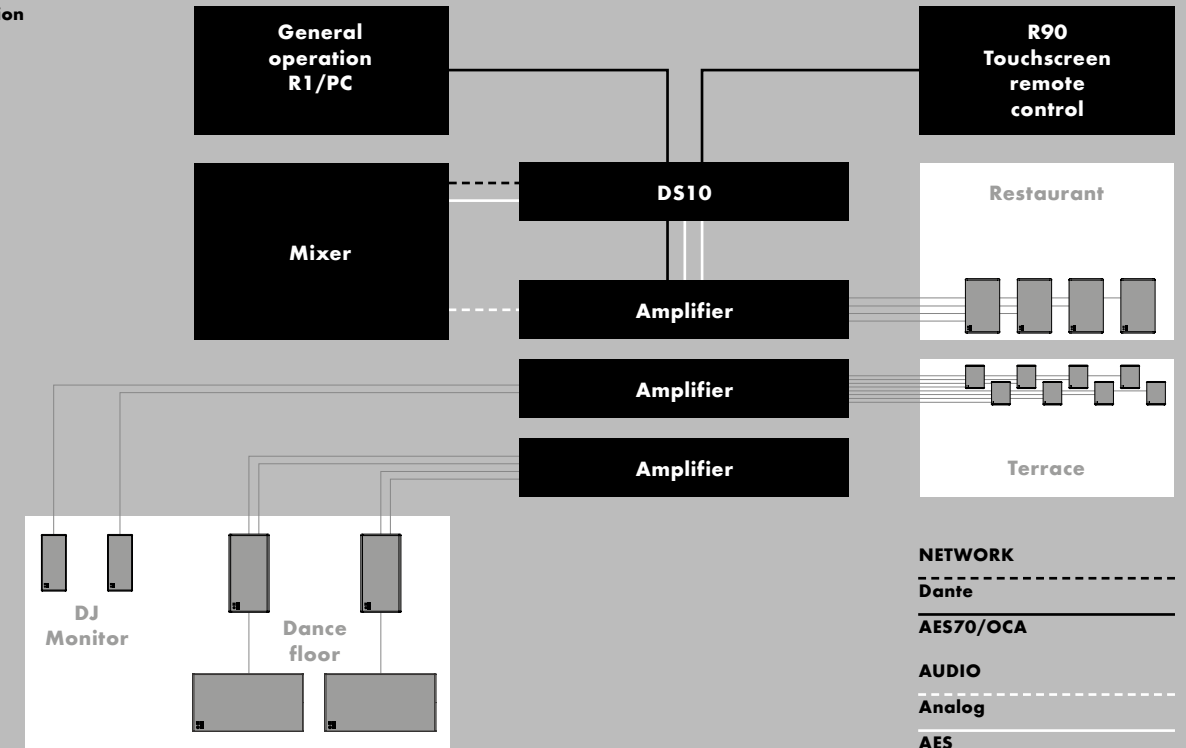 General
operation
R1/PC
R90
Touchscreen
remote
control
DS10
Restaurant
Mixer
Amplifier
Amplifier
Amplifier
Terrace
DJ
Monitor
Dance
floor
NETWORK
Dante
AES70/OCA
AUDIO
Analog
AES